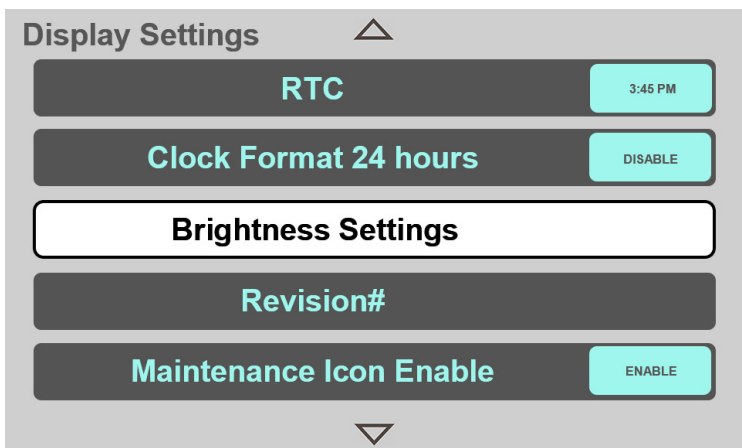 Display Settings
RTC 3:45 PM
Clock Format 24 hours DISABLE
Brightness Settings
Revision#
Maintenance Icon Enable ENABLE